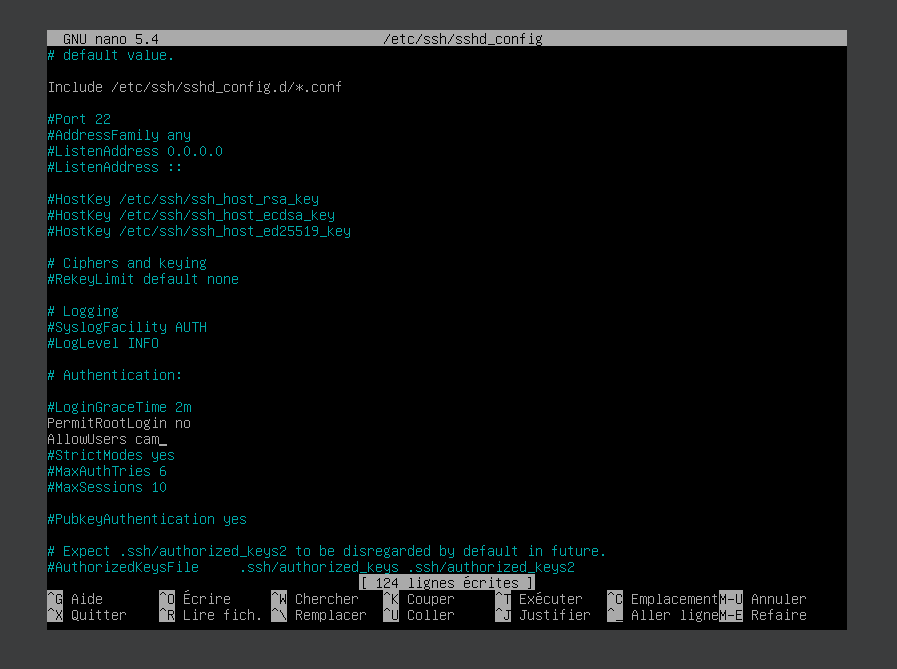 GNU nano 5.4 /etc/ssh/sshd_config
# default value.
Include /etc/ssh/sshd_config.d/*.conf
#Port 22
#AddressFamily any
#ListenAddress 0.0.0.0
#ListenAddress ::
#HostKey /etc/ssh/ssh_host_rsa_key
#HostKey /etc/ssh/ssh_host_ecdsa_key
#HostKey /etc/ssh/ssh_host_ed25519_key
# Ciphers and keying
#RekeyLimit default none
# Logging
#SyslogFacility AUTH
#LogLevel INFO
# Authentication:
#LoginGraceTime 2m
PermitRootLogin no
AllowUsers cam_
#StrictModes yes
#MaxAuthTries 6
#MaxSessions 10
#PubkeyAuthentication yes
# Expect .ssh/authorized_keys2 to be disregarded by default in future.
#AuthorizedKeysFile .ssh/authorized_keys .ssh/authorized_keys2
[ 124 lignes écrites ]
^G Aide ^O Écrire ^W Chercher ^K Couper ^T Exécuter ^C Emplacement M-U Annuler
^X Quitter ^R Lire fich. ^\ Remplacer ^U Coller ^J Justifier ^_ Aller ligne M-E Refaire